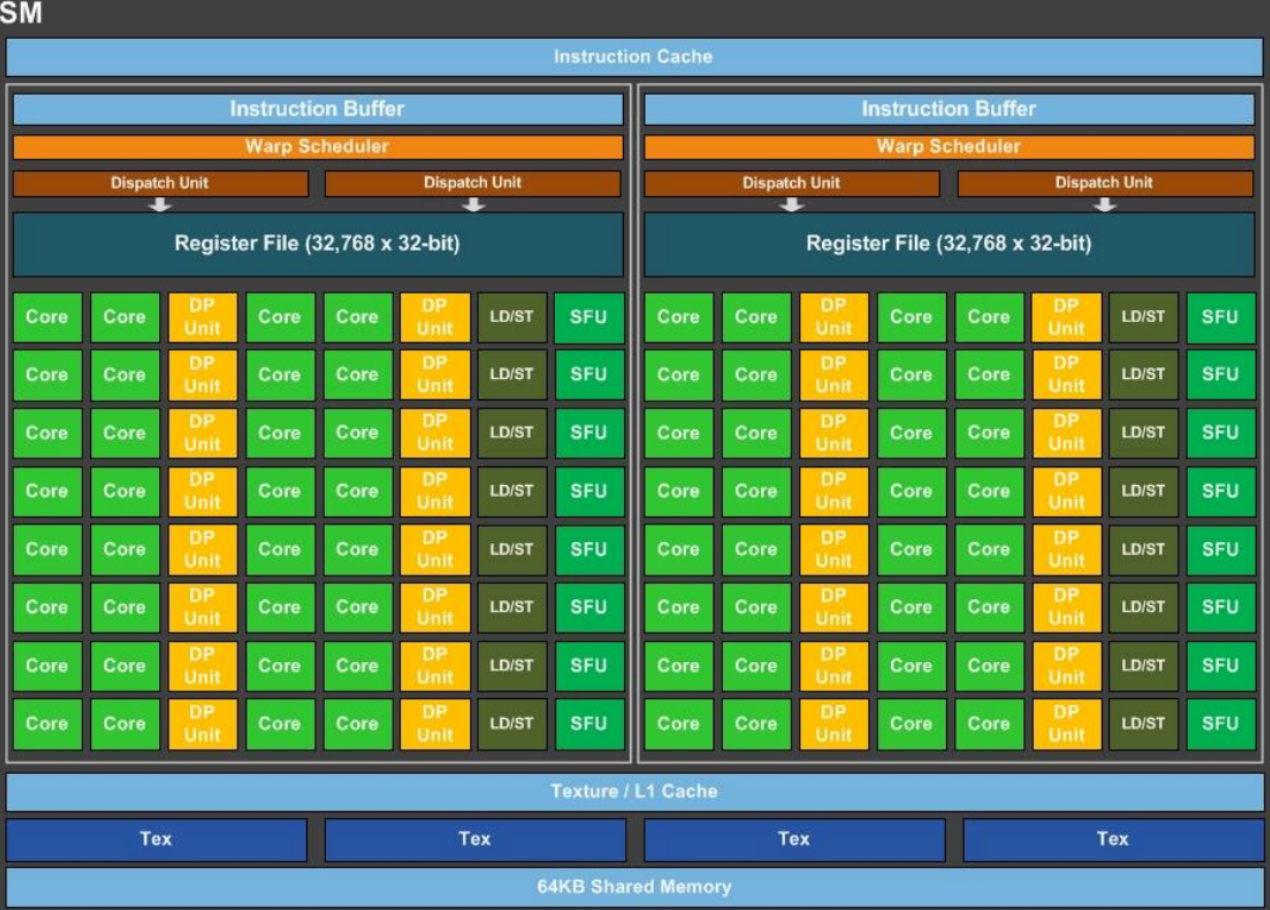 SM
Instruction Cache
Instruction Buffer Instruction Buffer
Warp Scheduler Warp Scheduler
Dispatch Unit Dispatch Unit Dispatch Unit Dispatch Unit
Register File (32,768 x 32-bit) Register File (32,768 x 32-bit)
Core Core DP Unit Core Core DP Unit LD/ST SFU Core Core DP Unit Core Core DP Unit LD/ST SFU
Core Core DP Unit Core Core DP Unit LD/ST SFU Core Core DP Unit Core Core DP Unit LD/ST SFU
Core Core DP Unit Core Core DP Unit LD/ST SFU Core Core DP Unit Core Core DP Unit LD/ST SFU
Core Core DP Unit Core Core DP Unit LD/ST SFU Core Core DP Unit Core Core DP Unit LD/ST SFU
Core Core DP Unit Core Core DP Unit LD/ST SFU Core Core DP Unit Core Core DP Unit LD/ST SFU
Core Core DP Unit Core Core DP Unit LD/ST SFU Core Core DP Unit Core Core DP Unit LD/ST SFU
Core Core DP Unit Core Core DP Unit LD/ST SFU Core Core DP Unit Core Core DP Unit LD/ST SFU
Core Core DP Unit Core Core DP Unit LD/ST SFU Core Core DP Unit Core Core DP Unit LD/ST SFU
Texture / L1 Cache
Tex Tex Tex Tex
64KB Shared Memory